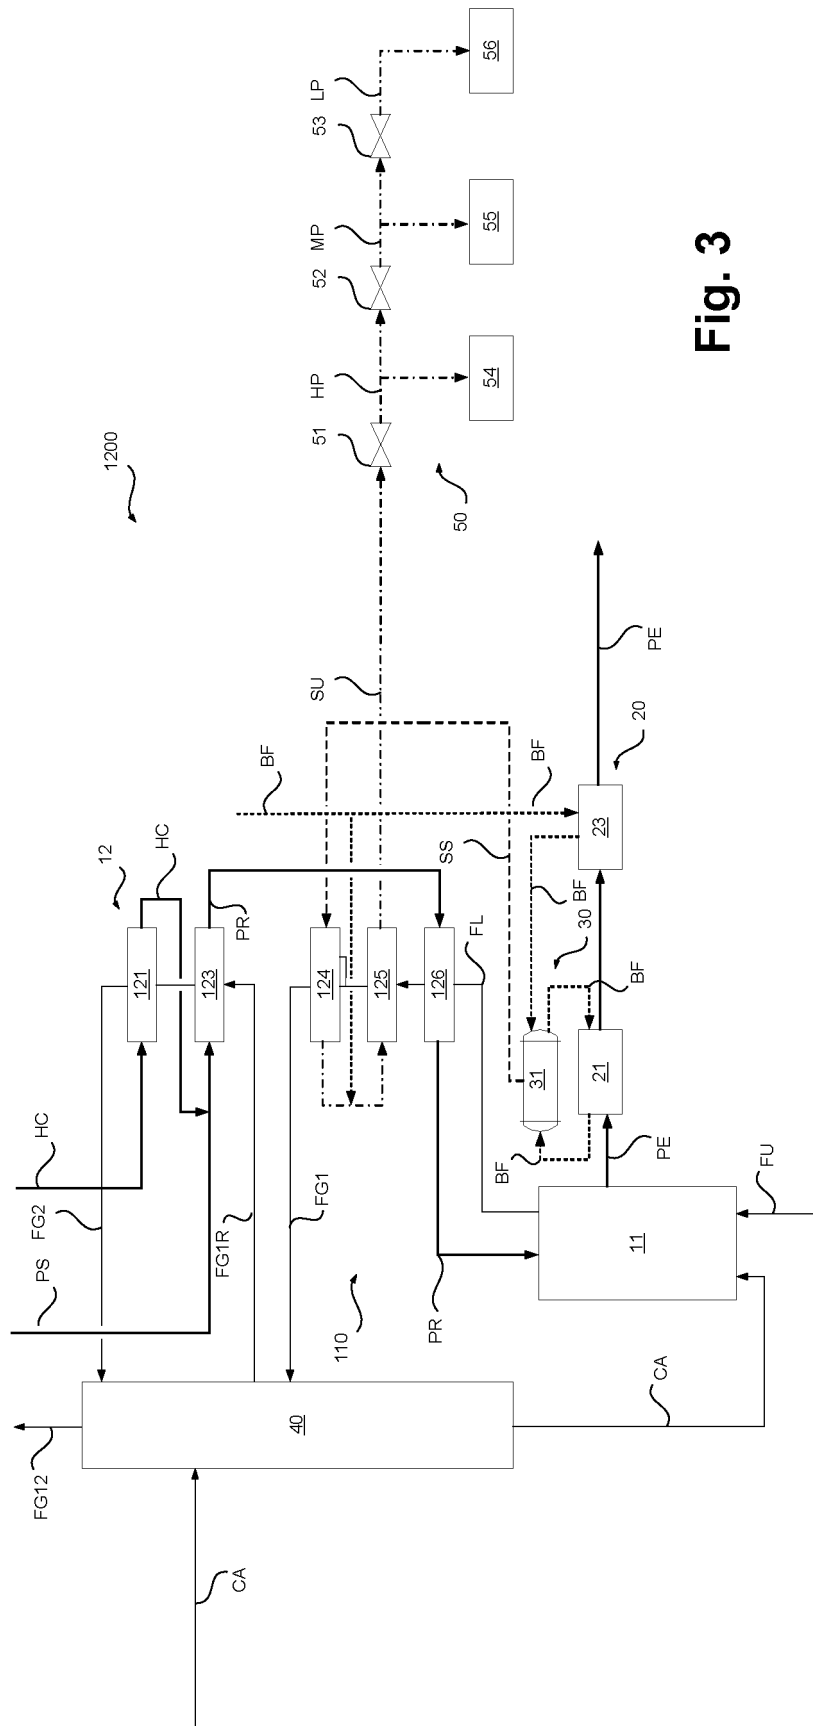 FG12
PS
FG2
HC
12
HC
1200
121
CA
FG1R
123
PR
BF
40
110
FG1
124
SU
51
HP
52
MP
53
LP
125
PR
126
FL
SS
50
54
55
56
BF
31
BF
30
BF
21
23
BF
20
11
CA
PE
PE
Fig. 3
FU